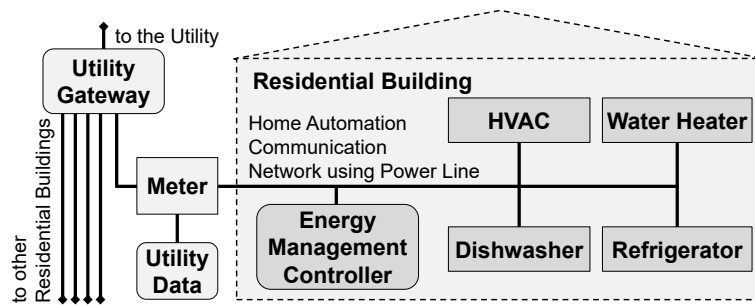 to the Utility
Utility
Gateway
to other
Residential Buildings
Meter
Utility
Data
Residential Building
Home Automation
Communication
Network using Power Line
HVAC
Water Heater
Energy
Management
Controller
Dishwasher
Refrigerator